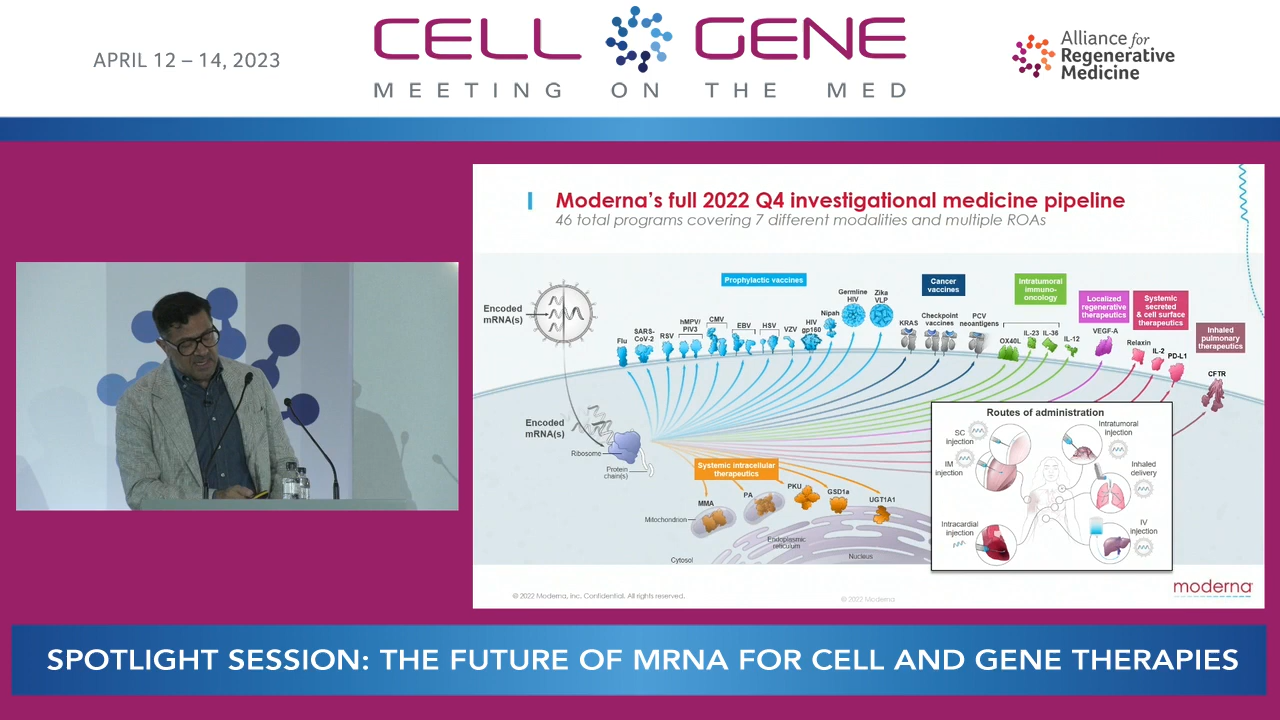 APRIL 12 – 14, 2023
CELL GENE
MEETING ON THE MED
Alliance for
Regenerative
Medicine
Moderna's full 2022 Q4 investigational medicine pipeline
46 total programs covering 7 different modalities and multiple ROAs
Prophylactic vaccines
Cancer
vaccines
Intratumoral
immuno-
oncology
Localized
regenerative
therapeutics
Systemic
secreted
& cell surface
therapeutics
Inhaled
pulmonary
therapeutics
Encoded
mRNA(s)
Flu
SARS-
CoV-2
RSV
hMPV/
PIV3
CMV
EBV
HSV
VZV
HIV
gp160
Nipah
Germline
HIV
Zika
VLP
KRAS
Checkpoint
vaccines
PCV
neoantigens
OX40L
IL-23
IL-36
IL-12
VEGF-A
Relaxin
IL-2
PD-L1
CFTR
Encoded
mRNA(s)
Ribosome
Protein
chain(s)
Systemic intracellular
therapeutics
MMA
PA
PKU
GSD1a
UGT1A1
Mitochondrion
Endoplasmic
reticulum
Cytosol
Nucleus
Routes of administration
SC
injection
IM
injection
Intracardial
injection
Intratumoral
injection
Inhaled
delivery
IV
injection
© 2022 Moderna, Inc. Confidential. All rights reserved.
© 2022 Moderna
moderna
SPOTLIGHT SESSION: THE FUTURE OF MRNA FOR CELL AND GENE THERAPIES